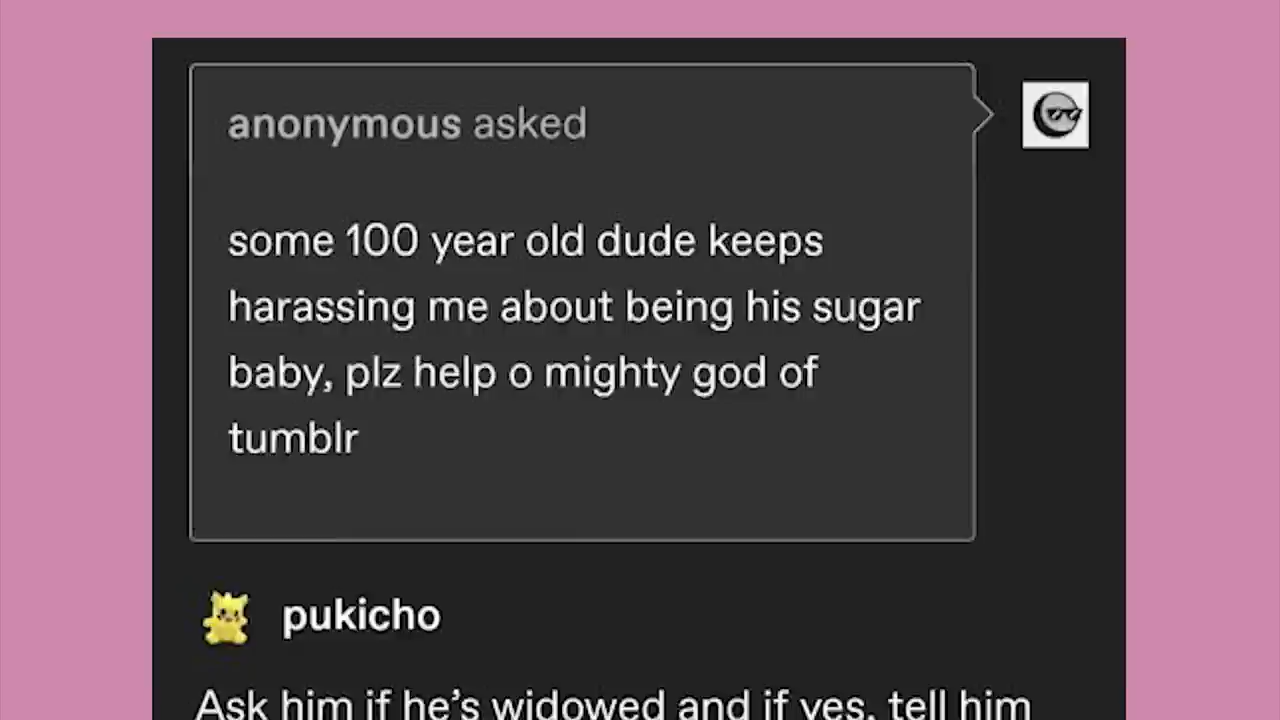 anonymous asked
some 100 year old dude keeps
harassing me about being his sugar
baby, plz help o mighty god of
tumblr
pukicho
Ask him if he's widowed and if yes, tell him